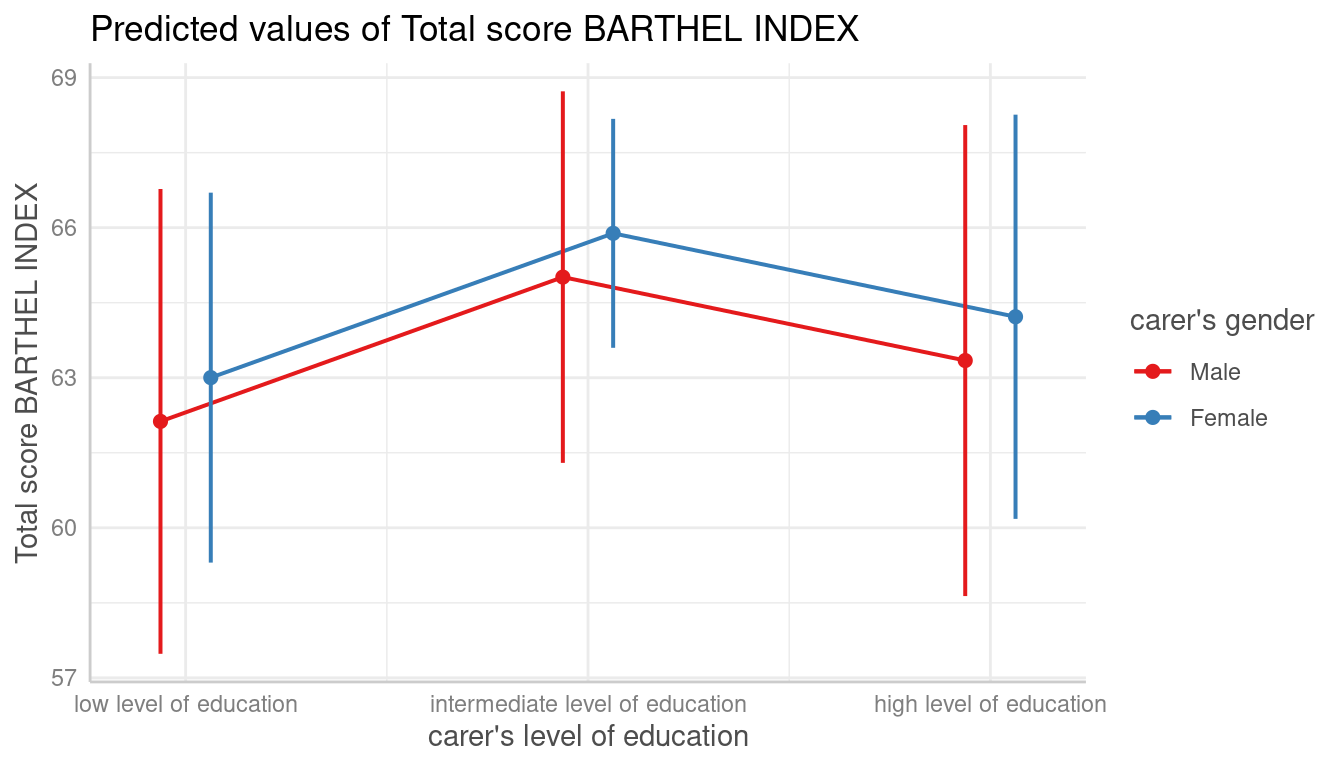 Predicted values of Total score BARTHEL INDEX
Total score BARTHEL INDEX
69
66
63
60
57
low level of education
intermediate level of education
high level of education
carer's level of education
carer's gender
Male
Female